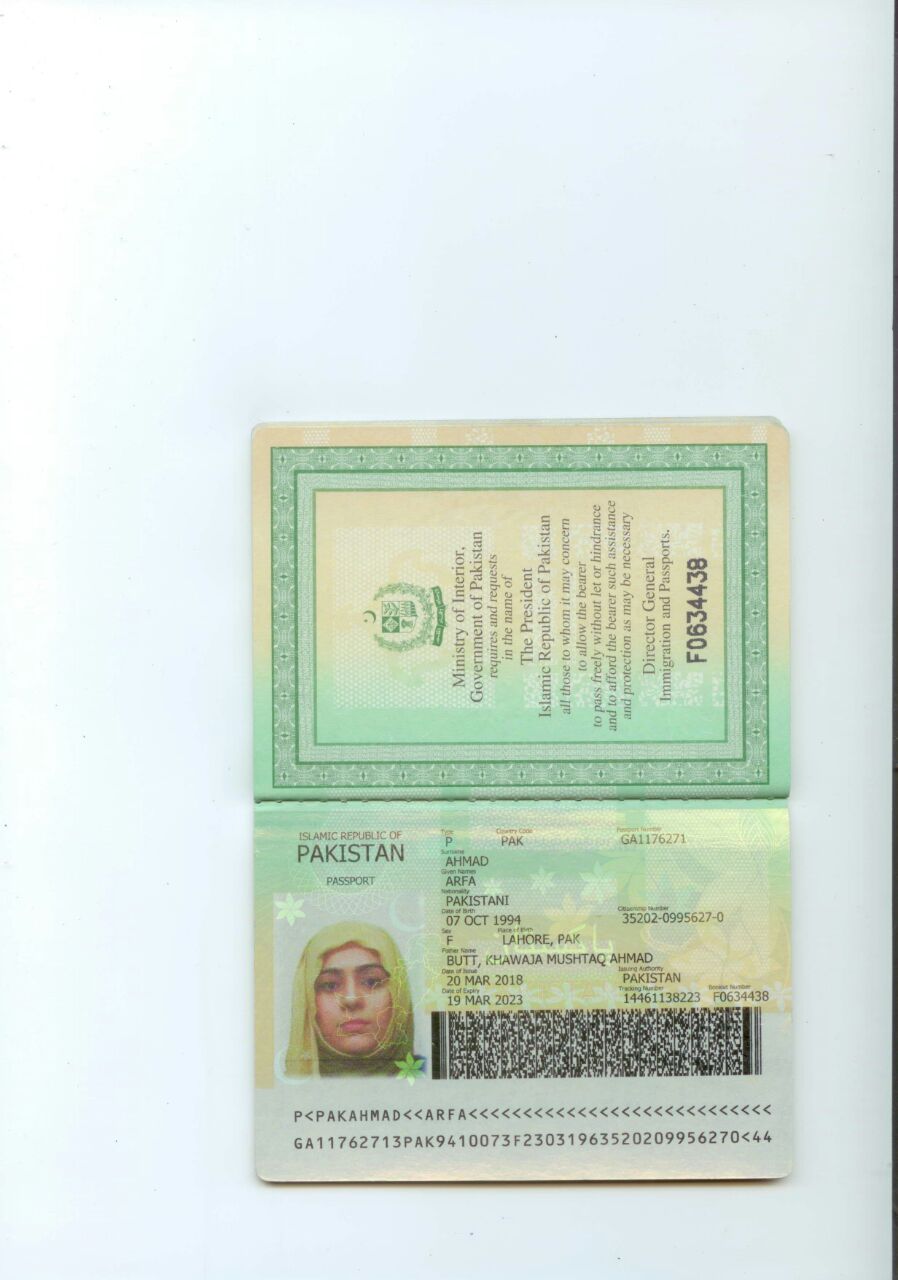 Ministry of Interior,
Government of Pakistan
requires and requests
in the name of
The President
Islamic Republic of Pakistan
all those to whom it may concern
to allow the bearer
to pass freely without let or hindrance
and to afford the bearer such assistance
and protection as may be necessary
Director General
Immigration and Passports.
F0634438
ISLAMIC REPUBLIC OF
PAKISTAN
PASSPORT
Type Country Code Passport Number
P PAK GA1176271
Surname
AHMAD
Given Names
ARFA
Nationality
PAKISTANI
Date of Birth Citizenship Number
07 OCT 1994 35202-0995627-0
Sex Place of Birth
F LAHORE, PAK
Father Name
BUTT, KHAWAJA MUSHTAQ AHMAD
Date of Issue Issuing Authority
20 MAR 2018 PAKISTAN
Date of Expiry Tracking Number Booklet Number
19 MAR 2023 14461138223 F0634438
P<PAKAHMAD<<ARFA<<<<<<<<<<<<<<<<<<<<<<<<<<<<
GA11762713PAK9410073F23031963520209956270<44